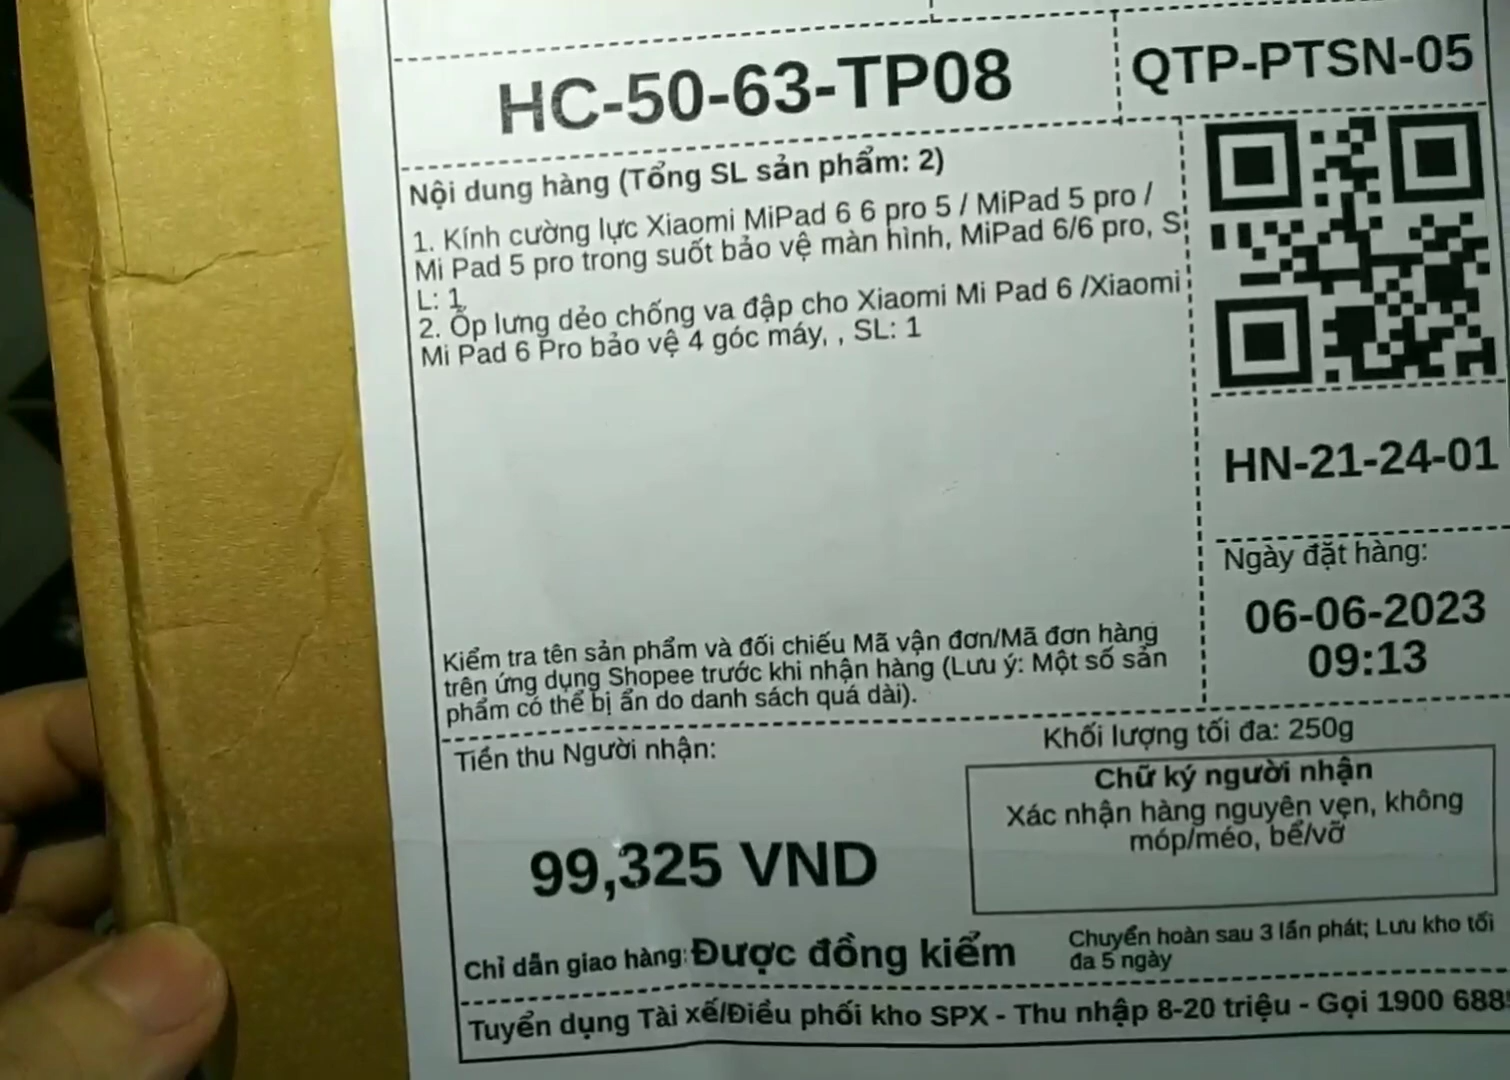 HC-50-63-TP08
QTP-PTSN-05
Nội dung hàng (Tổng SL sản phẩm: 2)
1. Kính cường lực Xiaomi MiPad 6 6 pro 5 / MiPad 5 pro /
Mi Pad 5 pro trong suốt bảo vệ màn hình, MiPad 6/6 pro, S
L: 1
2. Ốp lưng dẻo chống va đập cho Xiaomi Mi Pad 6 /Xiaomi
Mi Pad 6 Pro bảo vệ 4 góc máy, , SL: 1
HN-21-24-01
Ngày đặt hàng:
06-06-2023
09:13
Kiểm tra tên sản phẩm và đối chiếu Mã vận đơn/Mã đơn hàng
trên ứng dụng Shopee trước khi nhận hàng (Lưu ý: Một số sản
phẩm có thể bị ẩn do danh sách quá dài).
Tiền thu Người nhận:
99,325 VND
Khối lượng tối đa: 250g
Chữ ký người nhận
Xác nhận hàng nguyên vẹn, không
móp/méo, bể/vỡ
Chỉ dẫn giao hàng: Được đồng kiểm
Chuyển hoàn sau 3 lần phát; Lưu kho tối
đa 5 ngày
Tuyển dụng Tài xế/Điều phối kho SPX - Thu nhập 8-20 triệu - Gọi 1900 688